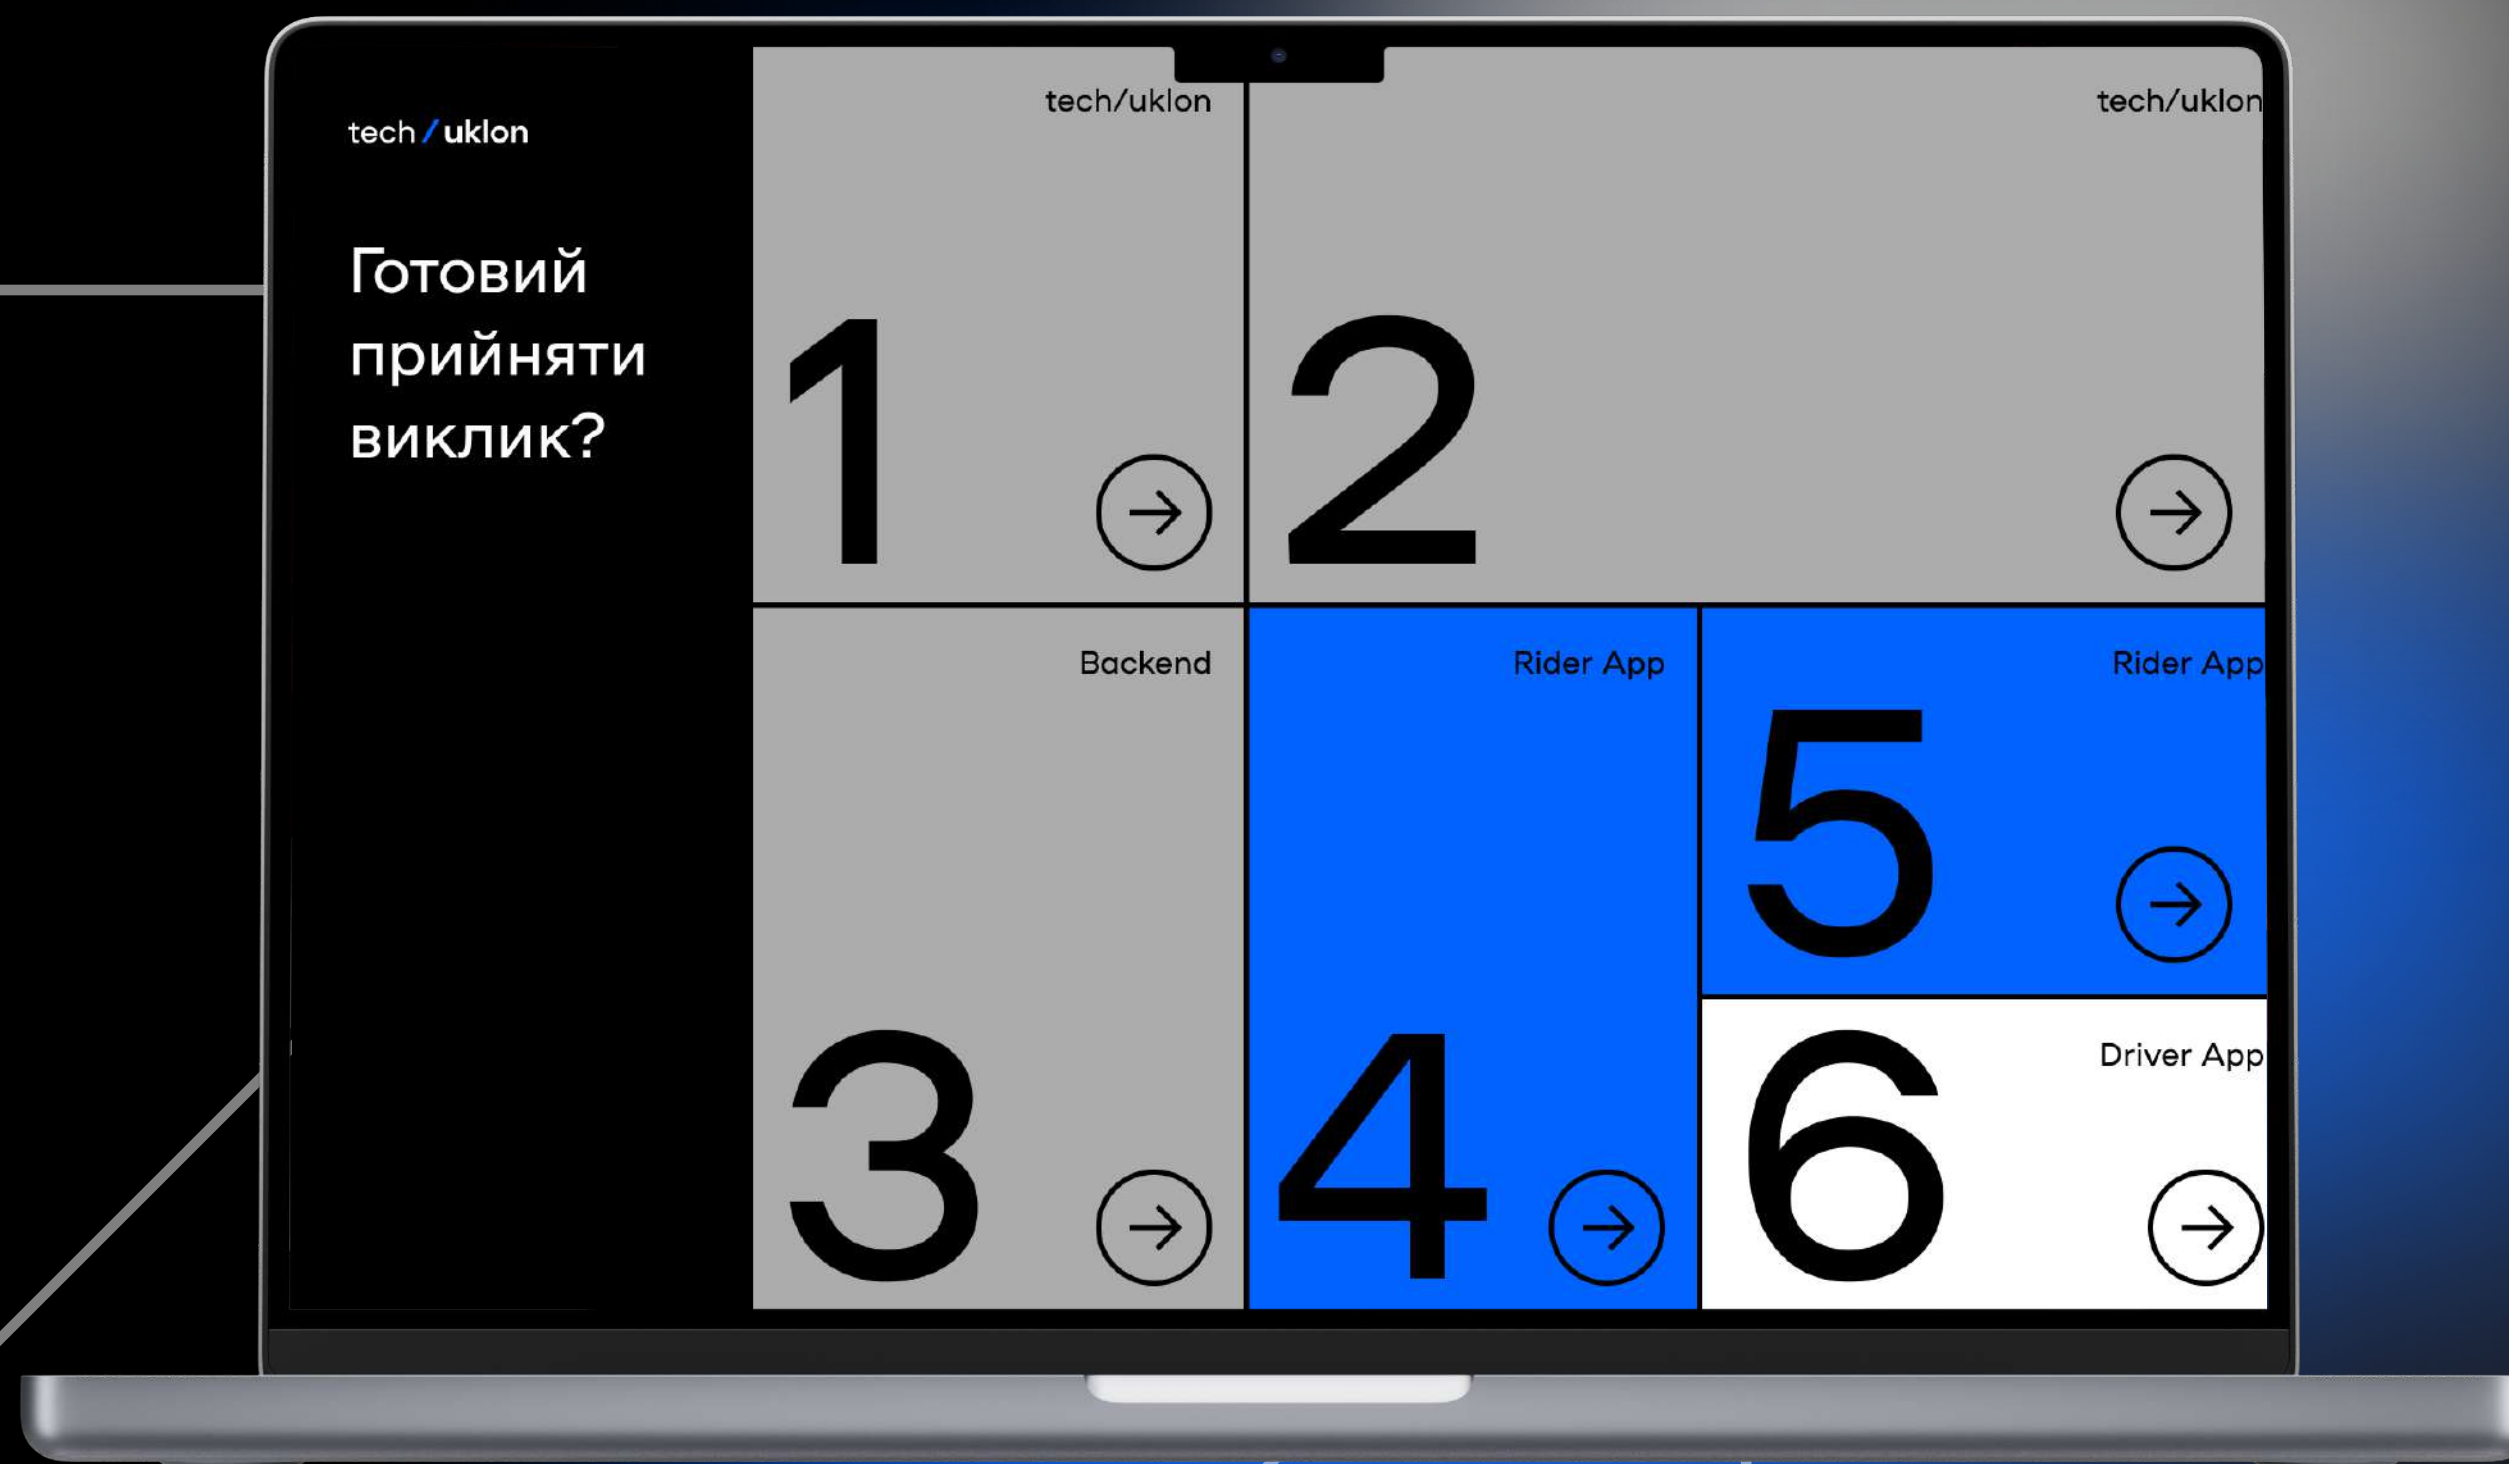 tech/uklon
Готовий
прийняти
виклик?
tech/uklon
1
tech/uklon
2
Backend
3
Rider App
4
Rider App
5
Driver App
6